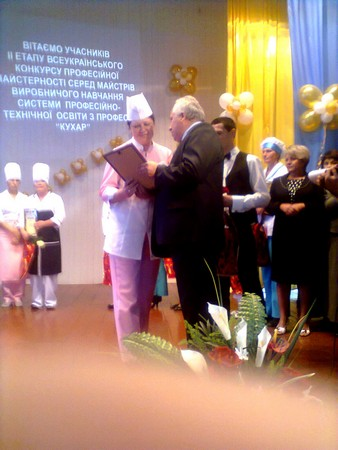 ВІТАЄМО УЧАСНИКІВ
ІІ ЕТАПУ ВСЕУКРАЇНСЬКОГО
КОНКУРСУ ПРОФЕСІЙНОЇ
МАЙСТЕРНОСТІ СЕРЕД МАЙСТРІВ
ВИРОБНИЧОГО НАВЧАННЯ
СИСТЕМИ ПРОФЕСІЙНО-
ТЕХНІЧНОЇ ОСВІТИ З ПРОФЕС
"КУХАР"